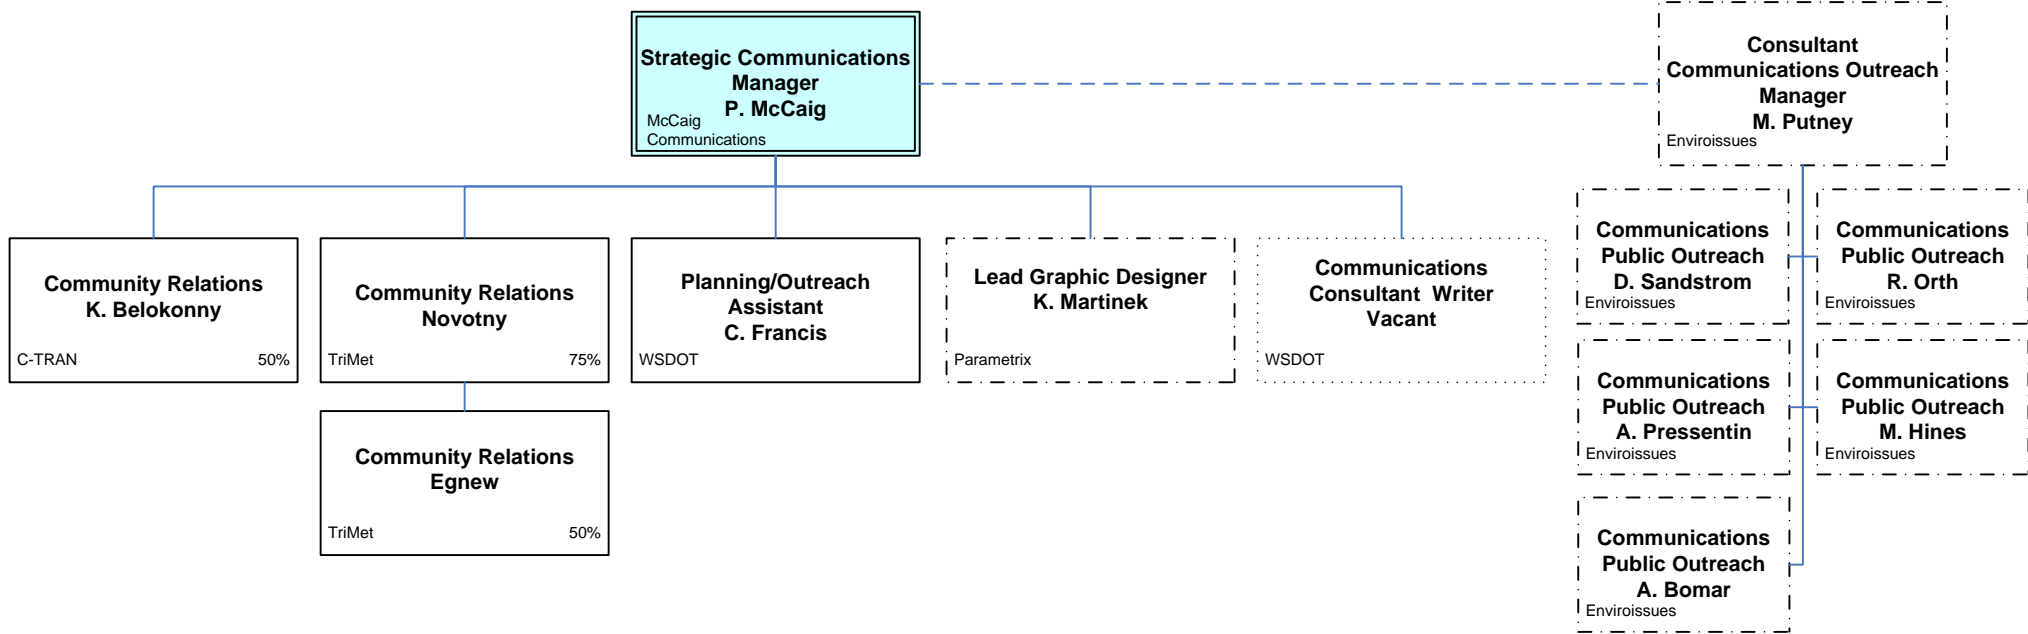 Strategic Communications
Manager
P. McCaig
McCaig
Communications
Consultant
Communications Outreach
Manager
M. Putney
Enviroissues
Community Relations
K. Belokonny
C-TRAN 50%
Community Relations
Novotny
TriMet 75%
Planning/Outreach
Assistant
C. Francis
WSDOT
Lead Graphic Designer
K. Martinek
Parametrix
Communications
Consultant Writer
Vacant
WSDOT
Community Relations
Egnew
TriMet 50%
Communications
Public Outreach
D. Sandstrom
Enviroissues
Communications
Public Outreach
R. Orth
Enviroissues
Communications
Public Outreach
A. Pressentin
Enviroissues
Communications
Public Outreach
M. Hines
Enviroissues
Communications
Public Outreach
A. Bomar
Enviroissues